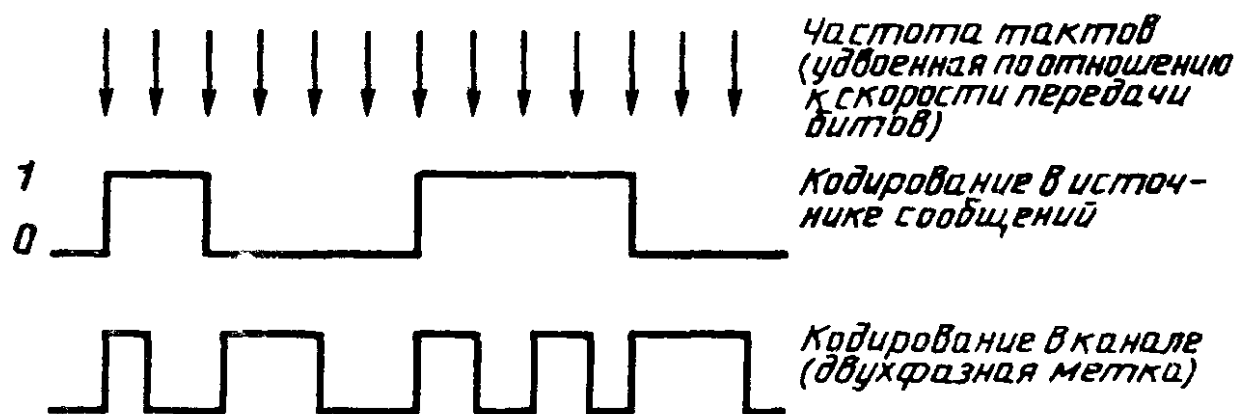 Частота тактов
(удвоенная по отношению
к скорости передачи
битов)
1
0
Кодирование в источ-
нике сообщений
Кодирование в канале
(двухфазная метка)